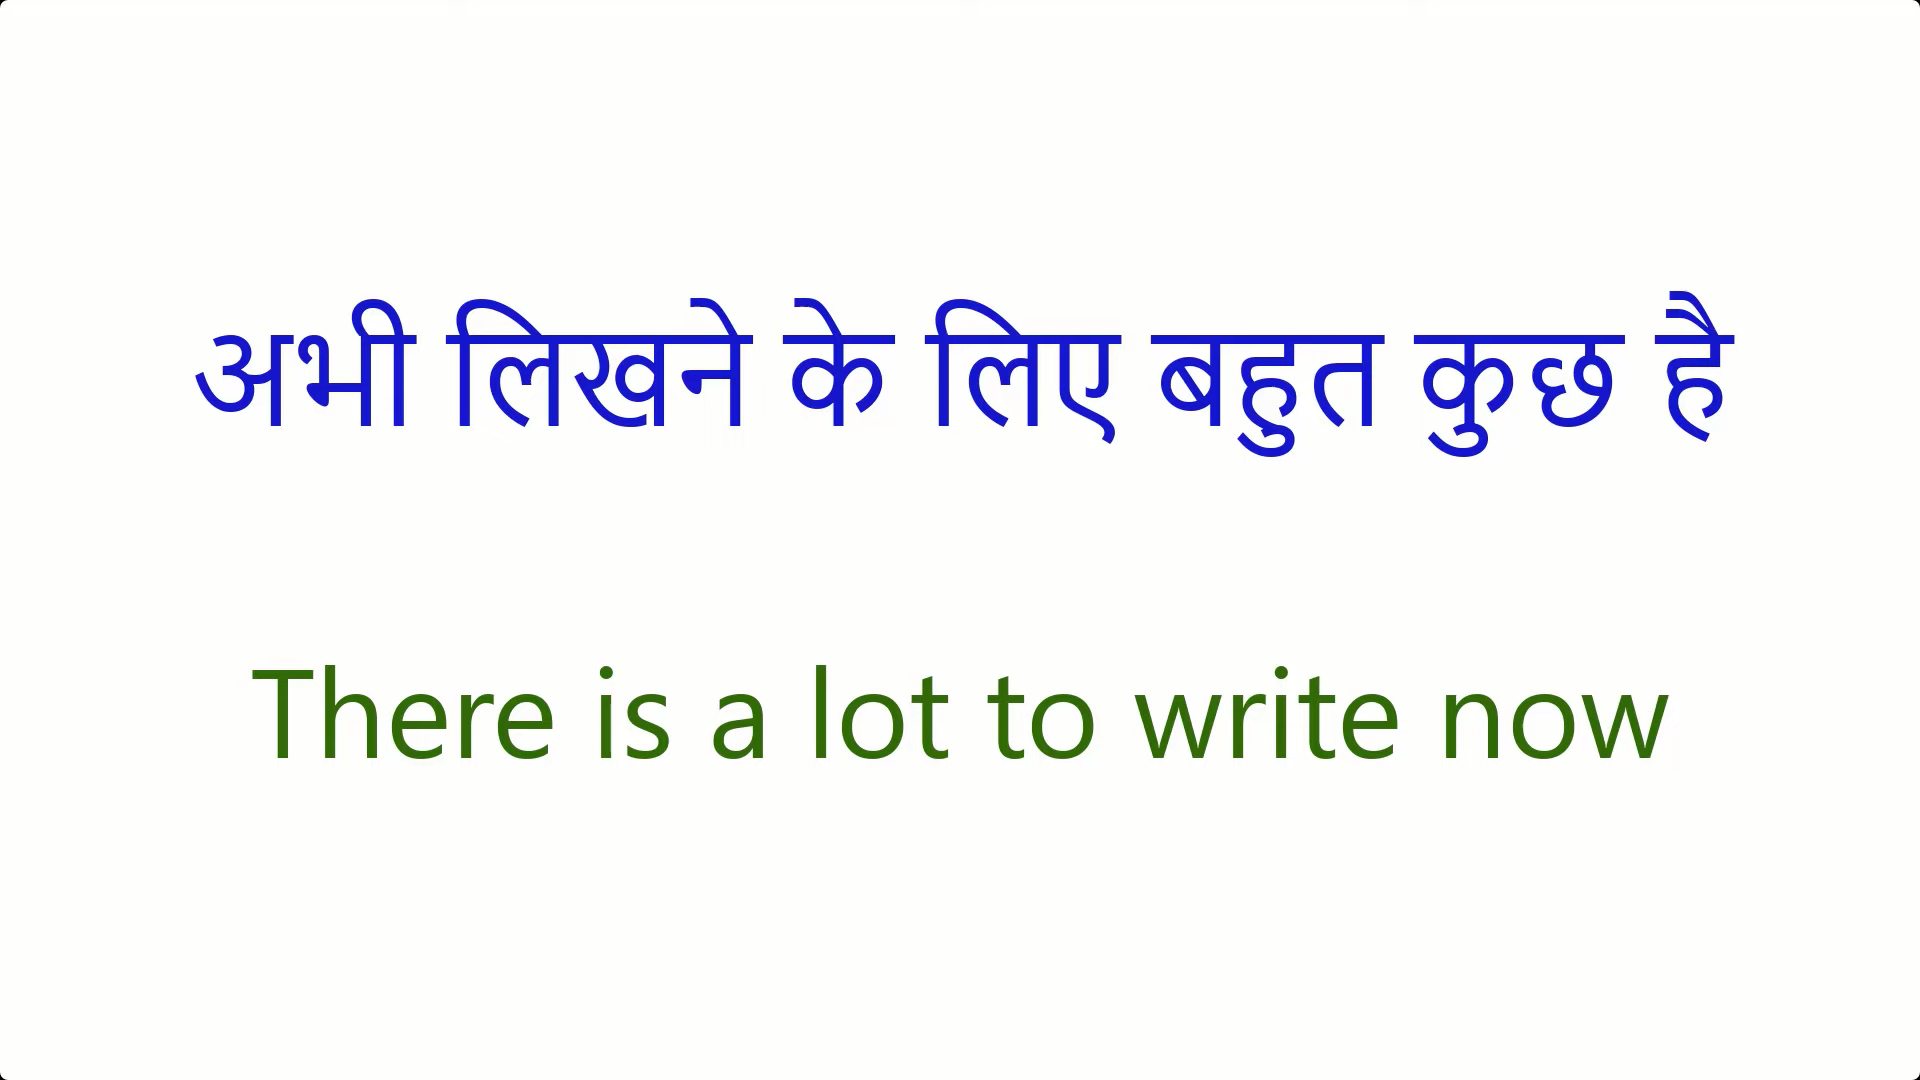 अभी लिखने के लिए बहुत कुछ है
There is a lot to write now